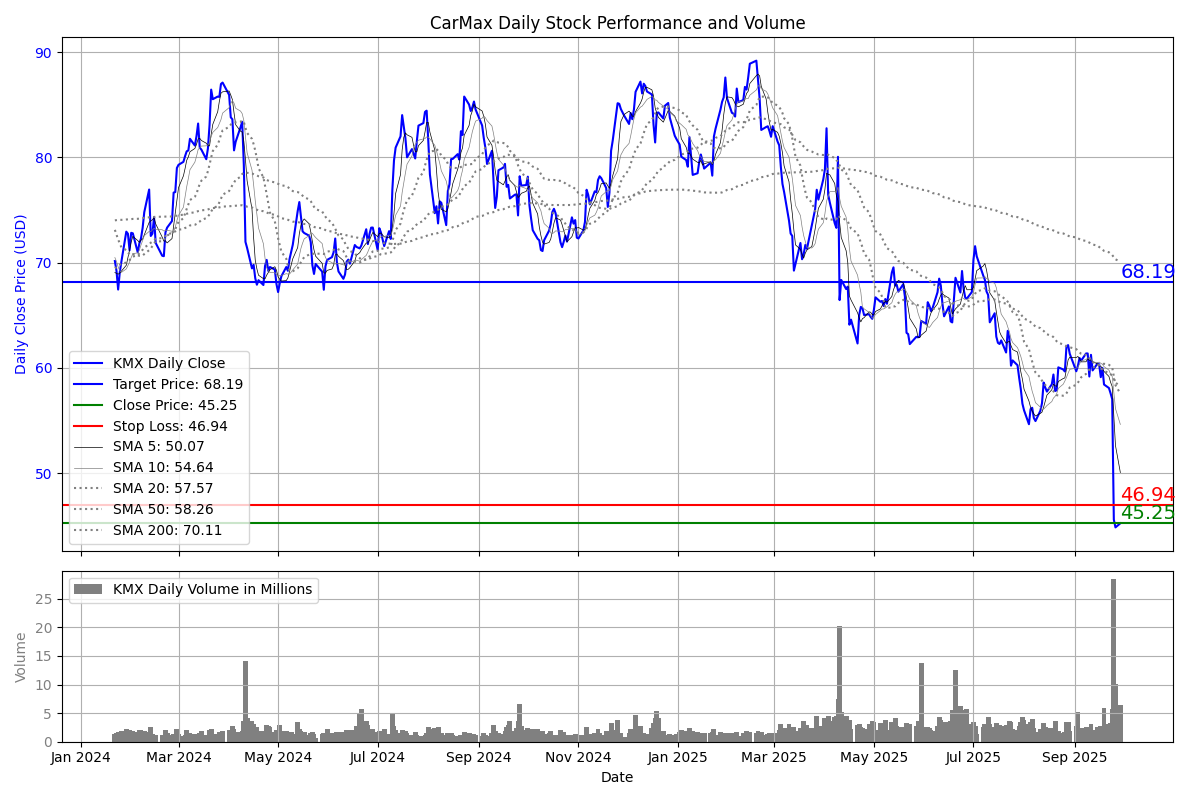 CarMax Daily Stock Performance and Volume
Daily Close Price (USD)
90
80
70
60
50
68.19
46.94
45.25
KMX Daily Close
Target Price: 68.19
Close Price: 45.25
Stop Loss: 46.94
SMA 5: 50.07
SMA 10: 54.64
SMA 20: 57.57
SMA 50: 58.26
SMA 200: 70.11
KMX Daily Volume in Millions
Volume
25
20
15
10
5
0
Jan 2024 Mar 2024 May 2024 Jul 2024 Sep 2024 Nov 2024 Jan 2025 Mar 2025 May 2025 Jul 2025 Sep 2025
Date